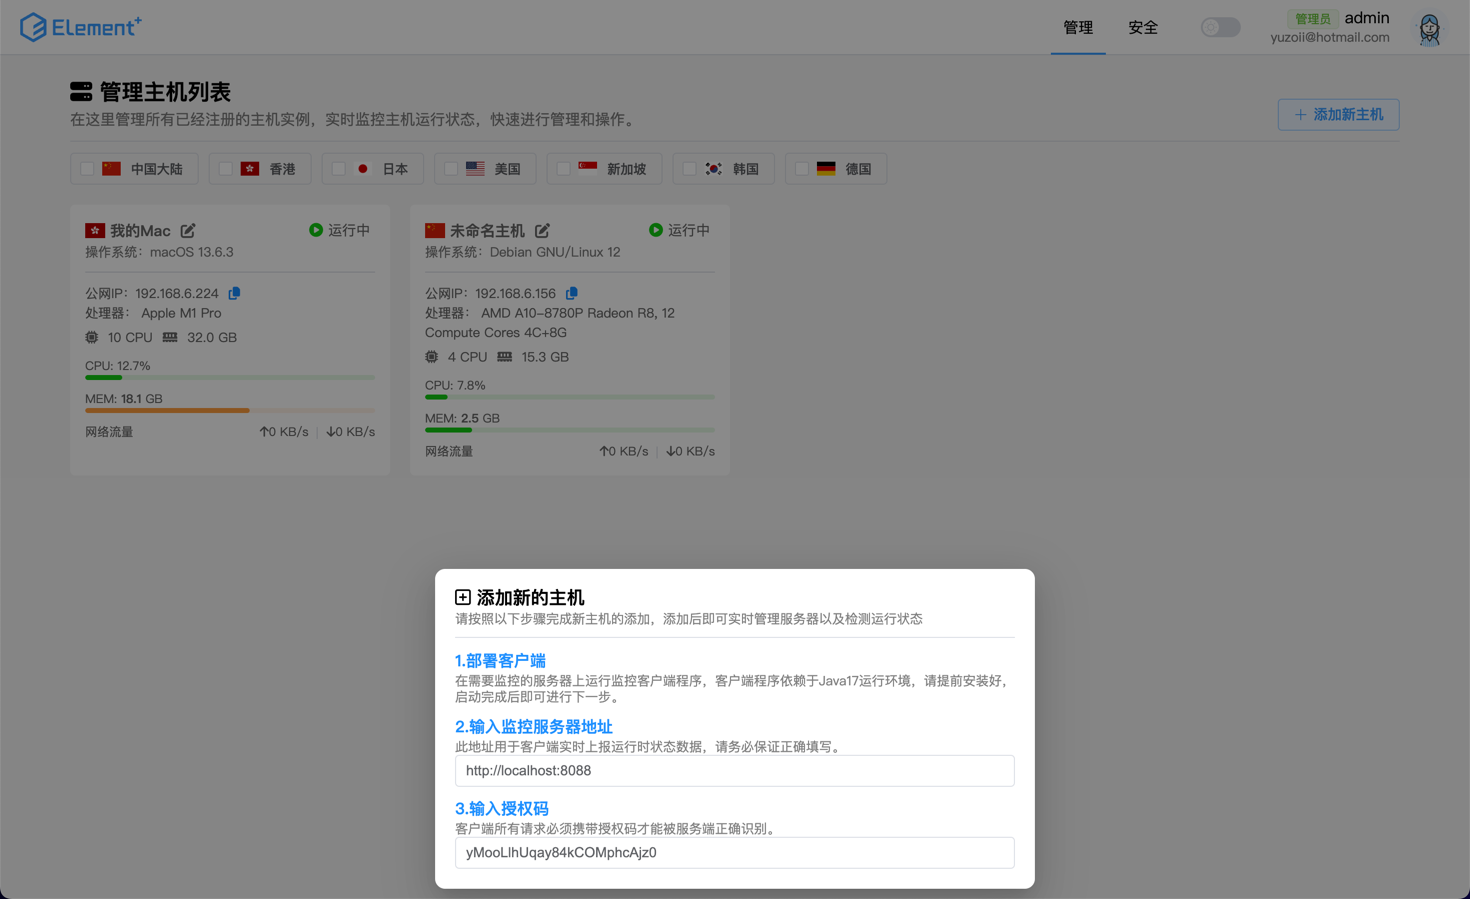 Element+
管理
安全
管理员 admin
yuzoii@hotmail.com
管理主机列表
在这里管理所有已经注册的主机实例，实时监控主机运行状态，快速进行管理和操作。
添加新主机
中国大陆
香港
日本
美国
新加坡
韩国
德国
我的Mac
运行中
操作系统：macOS 13.6.3
公网IP：192.168.6.224
处理器： Apple M1 Pro
10 CPU 32.0 GB
CPU: 12.7%
MEM: 18.1 GB
网络流量
0 KB/s
0 KB/s
未命名主机
运行中
操作系统：Debian GNU/Linux 12
公网IP：192.168.6.156
处理器： AMD A10-8780P Radeon R8, 12
Compute Cores 4C+8G
4 CPU 15.3 GB
CPU: 7.8%
MEM: 2.5 GB
网络流量
0 KB/s
0 KB/s
添加新的主机
请按照以下步骤完成新主机的添加，添加后即可实时管理服务器以及检测运行状态
1.部署客户端
在需要监控的服务器上运行监控客户端程序，客户端程序依赖于Java17运行环境，请提前安装好，
启动完成后即可进行下一步。
2.输入监控服务器地址
此地址用于客户端实时上报运行时状态数据，请务必保证正确填写。
http://localhost:8088
3.输入授权码
客户端所有请求必须携带授权码才能被服务端正确识别。
yMooLlhUqay84kCOMphcAjz0